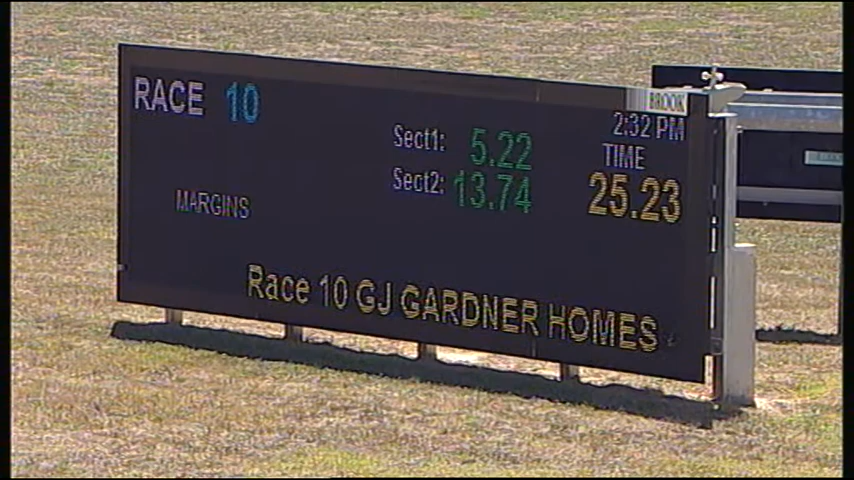 BROOK
RACE 10
2:32 PM
Sect1: 5.22
TIME
Sect2: 13.74
25.23
MARGINS
Race 10 GJ GARDNER HOMES